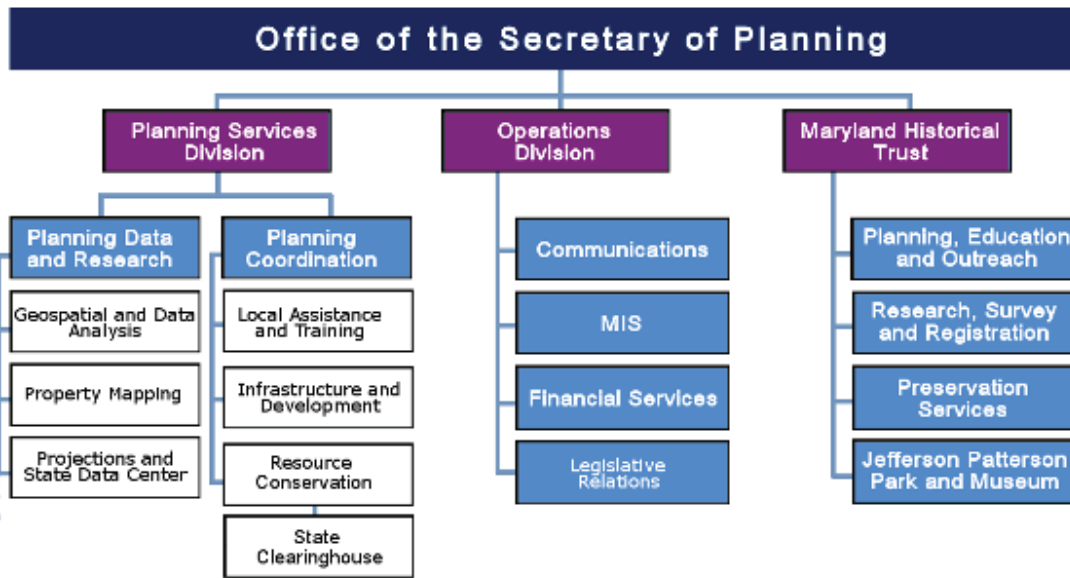 Office of the Secretary of Planning
Planning Services
Division
Operations
Division
Maryland Historical
Trust
Planning Data
and Research
Geospatial and Data
Analysis
Property Mapping
Projections and
State Data Center
Planning
Coordination
Local Assistance
and Training
Infrastructure and
Development
Resource
Conservation
State
Clearinghouse
Communications
MIS
Financial Services
Legislative
Relations
Planning, Education
and Outreach
Research, Survey
and Registration
Preservation
Services
Jefferson Patterson
Park and Museum